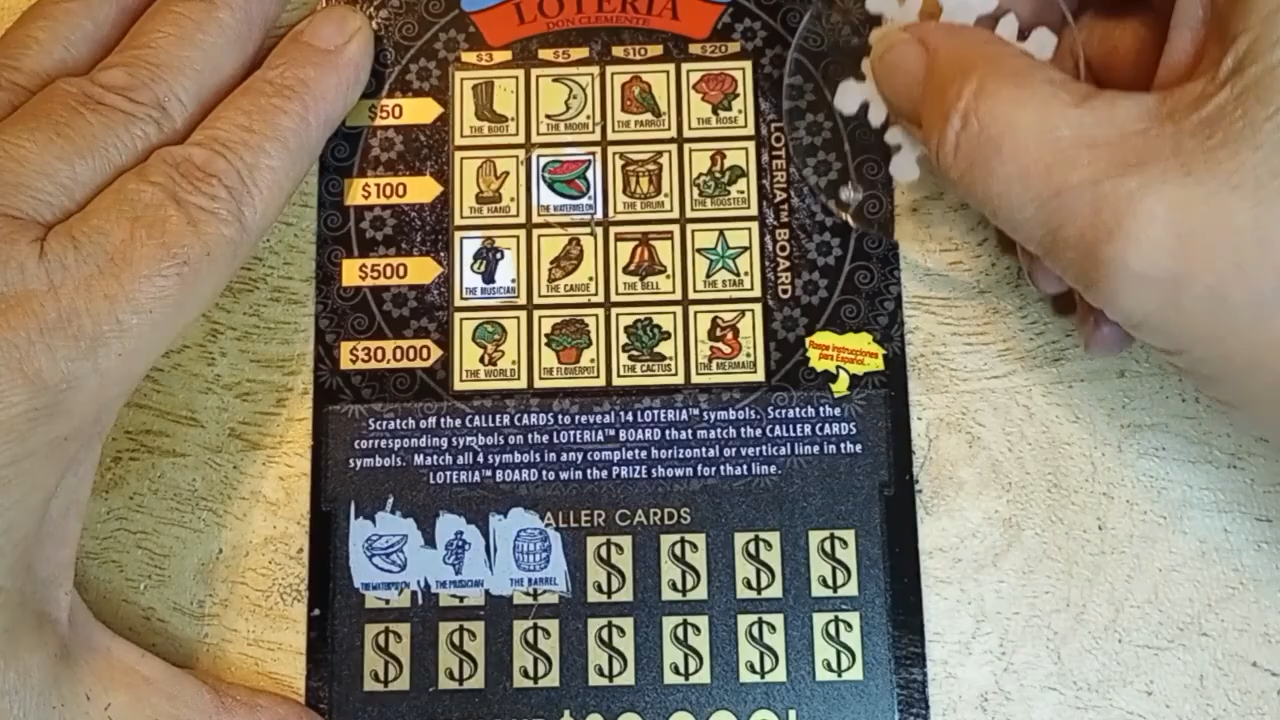 LOTERIA
DON CLEMENTE
$3 $5 $10 $20
$50
THE BOOT THE MOON THE PARROT THE ROSE
$100
THE HAND THE WATERMELON THE DRUM THE ROOSTER™
$500
THE MUSICIAN THE CANOE THE BELL THE STAR
$30,000
THE WORLD THE FLOWERPOT THE CACTUS THE MERMAID
LOTERIA™ BOARD
Raspe instrucciones
para Español...
Scratch off the CALLER CARDS to reveal 14 LOTERIA™ symbols. Scratch the
corresponding symbols on the LOTERIA™ BOARD that match the CALLER CARDS
symbols. Match all 4 symbols in any complete horizontal or vertical line in the
LOTERIA™ BOARD to win the PRIZE shown for that line.
ALLER CARDS
THE WATERMELON THE MUSICIAN THE BARREL
$ $ $ $
$ $ $ $ $ $ $